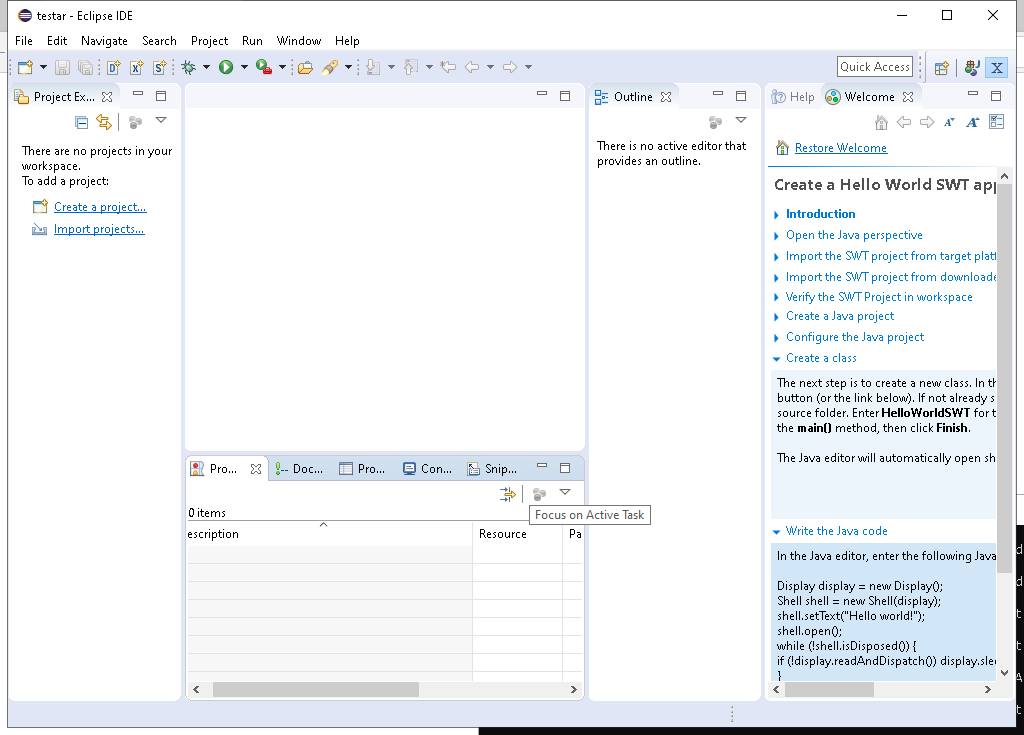 testar - Eclipse IDE
File Edit Navigate Search Project Run Window Help
Quick Access
Project Ex...
There are no projects in your
workspace.
To add a project:
Create a project...
Import projects...
Outline
There is no active editor that
provides an outline.
Help
Welcome
Restore Welcome
Create a Hello World SWT app
Introduction
Open the Java perspective
Import the SWT project from target platf
Import the SWT project from downloade
Verify the SWT Project in workspace
Create a Java project
Configure the Java project
Create a class
The next step is to create a new class. In th
button (or the link below). If not already s
source folder. Enter HelloWorldSWT for t
the main() method, then click Finish.
The Java editor will automatically open sh
Write the Java code
In the Java editor, enter the following Java
Display display = new Display();
Shell shell = new Shell(display);
shell.setText("Hello world!");
shell.open();
while (!shell.isDisposed()) {
if (!display.readAndDispatch()) display.slee
}
Pro... Doc... Pro... Con... Snip...
0 items
Focus on Active Task
escription Resource Pa